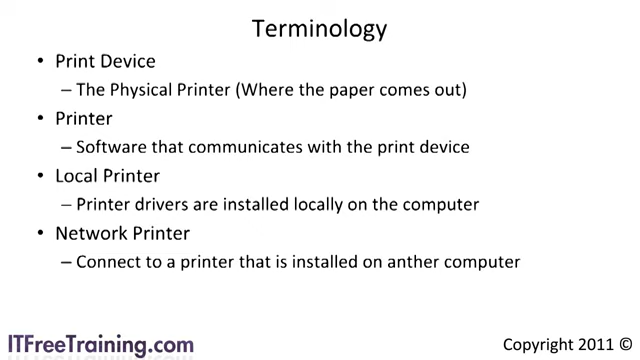 Terminology
• Print Device
– The Physical Printer (Where the paper comes out)
• Printer
– Software that communicates with the print device
• Local Printer
– Printer drivers are installed locally on the computer
• Network Printer
– Connect to a printer that is installed on anther computer
ITFreeTraining.com
Copyright 2011 ©